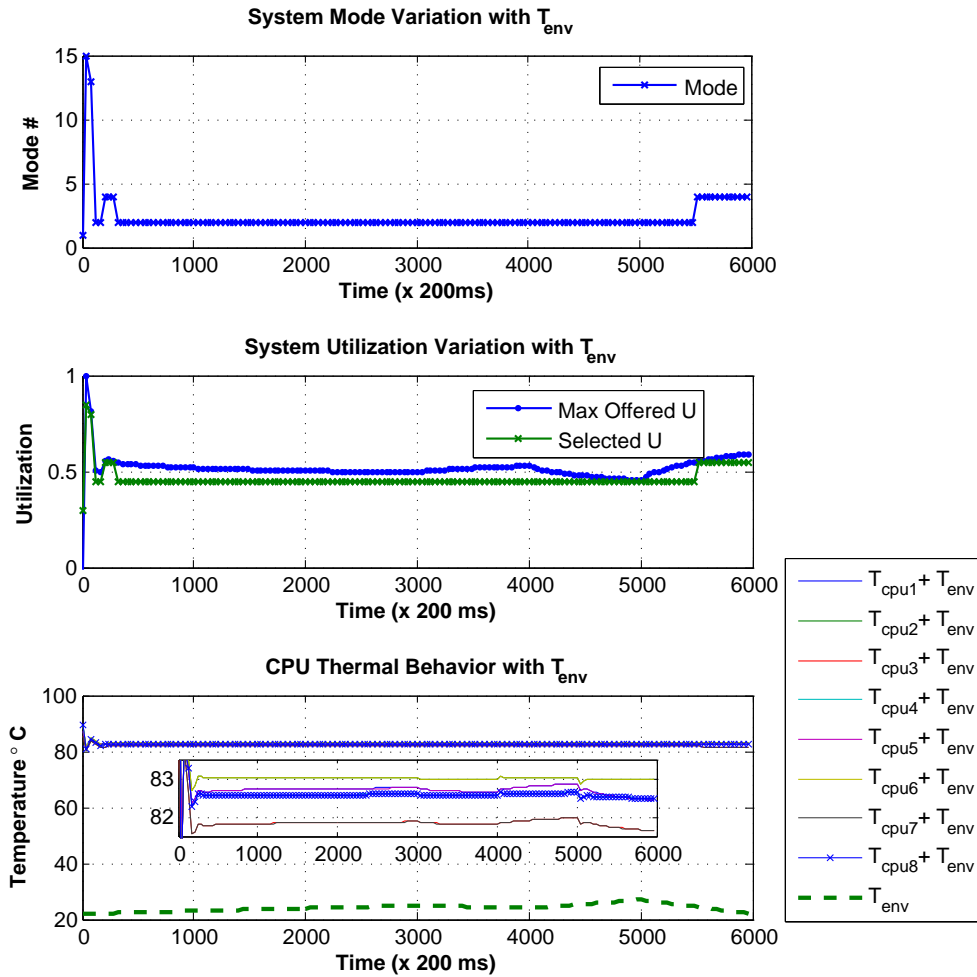 System Mode Variation with T_env
15
10
5
0
Mode #
Mode
0 1000 2000 3000 4000 5000 6000
Time (x 200ms)
System Utilization Variation with T_env
1
0.5
0
Utilization
Max Offered U
Selected U
0 1000 2000 3000 4000 5000 6000
Time (x 200 ms)
CPU Thermal Behavior with T_env
100
80
60
40
20
Temperature ° C
83
82
0 1000 2000 3000 4000 5000 6000
0 1000 2000 3000 4000 5000 6000
Time (x 200 ms)
T_cpu1 + T_env
T_cpu2 + T_env
T_cpu3 + T_env
T_cpu4 + T_env
T_cpu5 + T_env
T_cpu6 + T_env
T_cpu7 + T_env
T_cpu8 + T_env
T_env